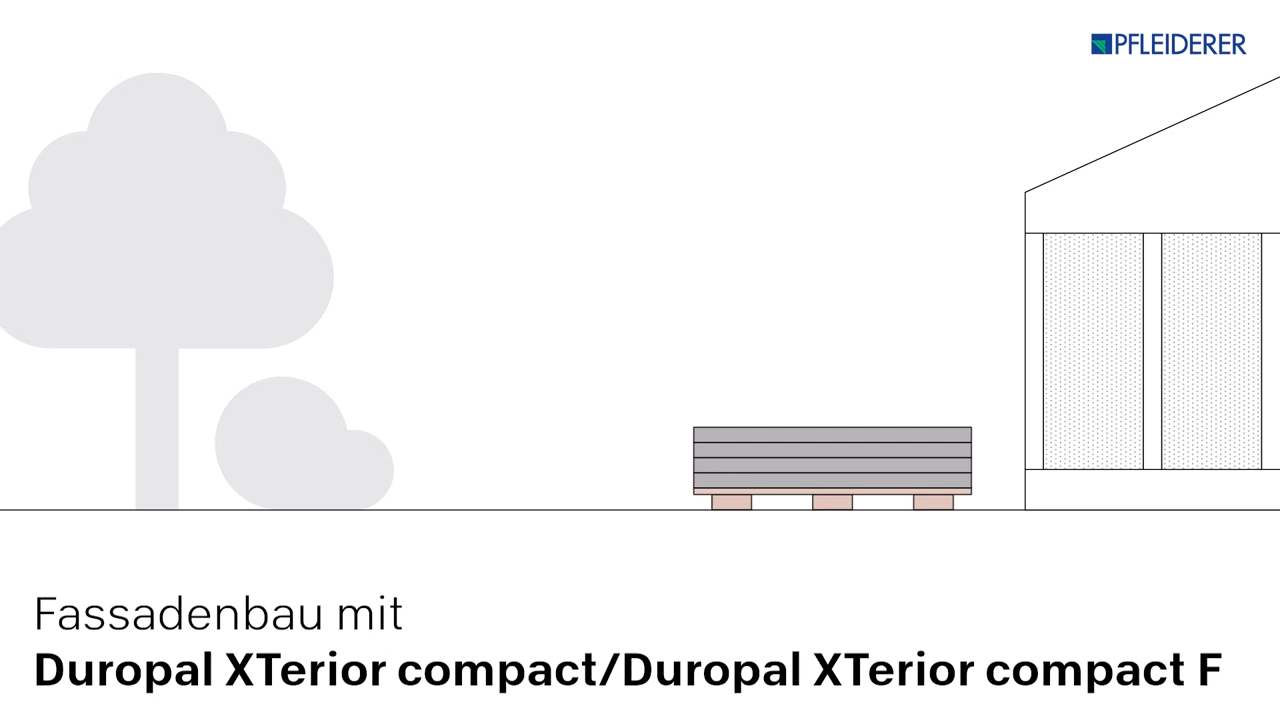 PFLEIDERER
Fassadenbau mit
Duropal XTerior compact/Duropal XTerior compact F